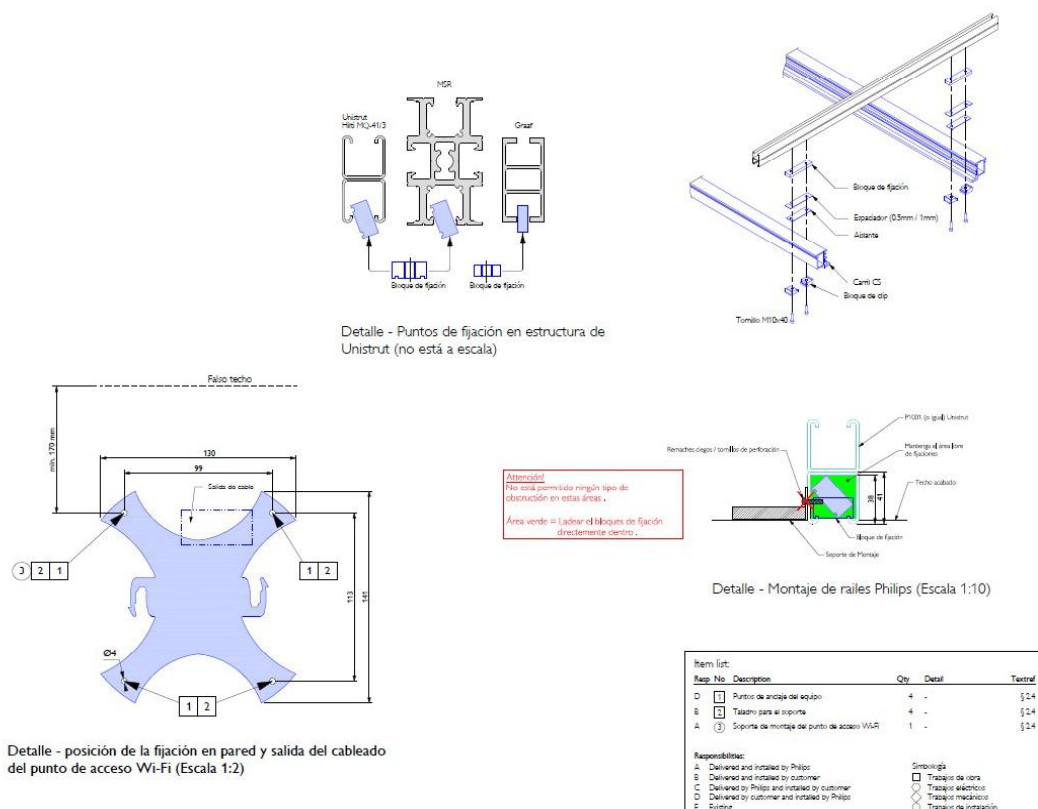 MSR
Unistrut
Hilti MQ-41/3
Graaf
Bloque de fijación
Bloque de fijación
Detalle - Puntos de fijación en estructura de
Unistrut (no está a escala)
Bloque de fijación
Espaciador (0.5mm / 1mm)
Aislante
Carril CS
Bloque de clip
Tornillo M10x40
Falso techo
min. 170 mm
130
99
Salida de cable
3 2 1
1 2
113
141
Ø4
1 2
Detalle - posición de la fijación en pared y salida del cableado
del punto de acceso Wi-Fi (Escala 1:2)
Attención!
No está permitido ningún tipo de
obstrucción en estas áreas.
Área verde = Ladear el bloques de fijación
directamente dentro.
P1001 (o igual) Unistrut
Remaches ciegos / tornillos de perforación
Mantenga el área libre
de fijaciones
Techo acabado
38
41
Bloque de fijación
Soporte de Montaje
Detalle - Montaje de railes Philips (Escala 1:10)
Item list:
Resp No Description Qty Detail Textref
D 1 Puntos de anclaje del equipo 4 - § 2.4
B 2 Taladro para el soporte 4 - § 2.4
A 3 Soporte de montaje del punto de acceso Wi-Fi 1 - § 2.4
Responsibilities:
A Delivered and installed by Philips
B Delivered and installed by customer
C Delivered by Philips and installed by customer
D Delivered by customer and installed by Philips
E Existing
Simbología
Trabajos de obra
Trabajos eléctricos
Trabajos mecánicos
Trabajos de instalación